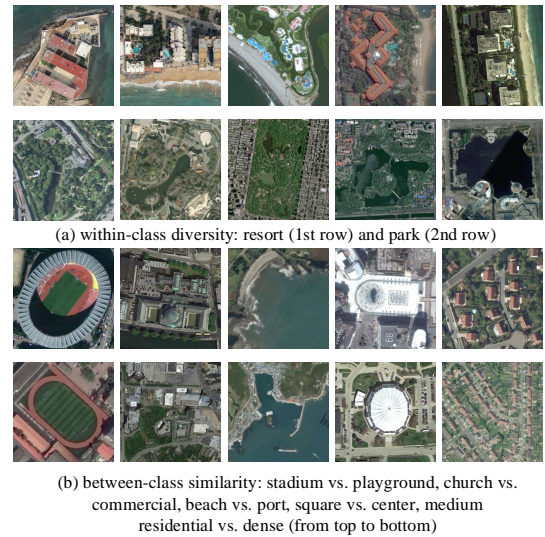 (a) within-class diversity: resort (1st row) and park (2nd row)
(b) between-class similarity: stadium vs. playground, church vs.
commercial, beach vs. port, square vs. center, medium
residential vs. dense (from top to bottom)